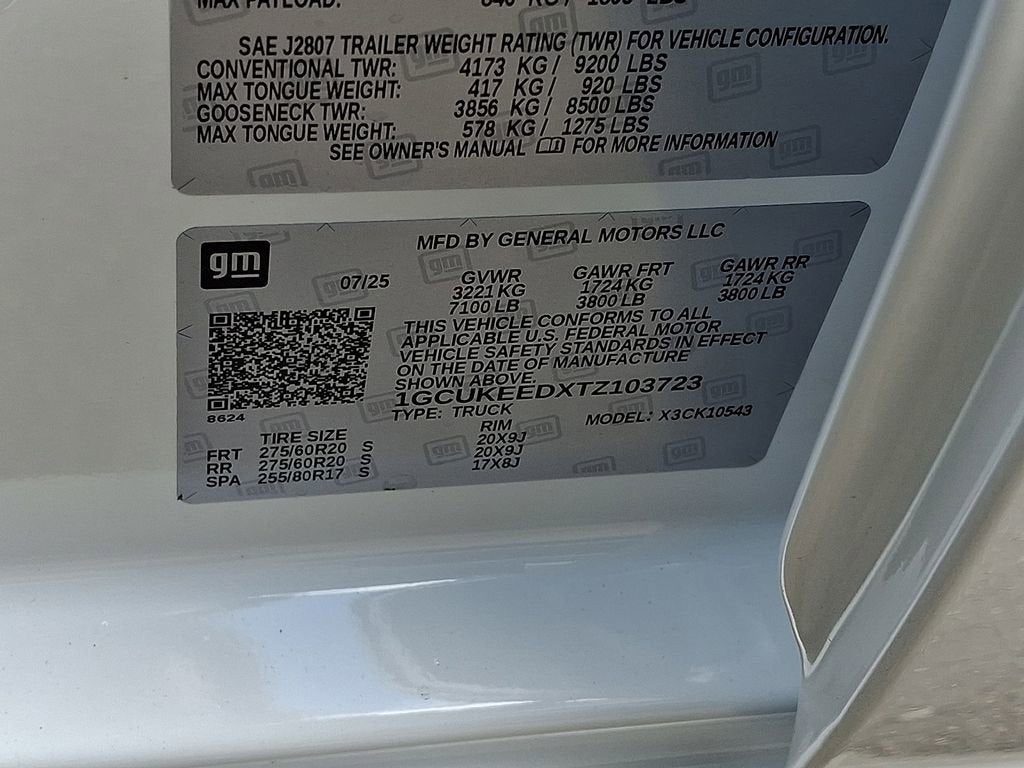 MAX PAYLOAD: KG / LBS
SAE J2807 TRAILER WEIGHT RATING (TWR) FOR VEHICLE CONFIGURATION.
CONVENTIONAL TWR: 4173 KG / 9200 LBS
MAX TONGUE WEIGHT: 417 KG / 920 LBS
GOOSENECK TWR: 3856 KG / 8500 LBS
MAX TONGUE WEIGHT: 578 KG / 1275 LBS
SEE OWNER'S MANUAL FOR MORE INFORMATION
gm
MFD BY GENERAL MOTORS LLC
07/25 GVWR GAWR FRT GAWR RR
3221 KG 1724 KG 1724 KG
7100 LB 3800 LB 3800 LB
THIS VEHICLE CONFORMS TO ALL
APPLICABLE U.S. FEDERAL MOTOR
VEHICLE SAFETY STANDARDS IN EFFECT
ON THE DATE OF MANUFACTURE
SHOWN ABOVE.
1GCUKEEDXTZ103723
8624
TYPE: TRUCK MODEL: X3CK10543
TIRE SIZE RIM
FRT 275/60R20 S 20X9J
RR 275/60R20 S 20X9J
SPA 255/80R17 S 17X8J